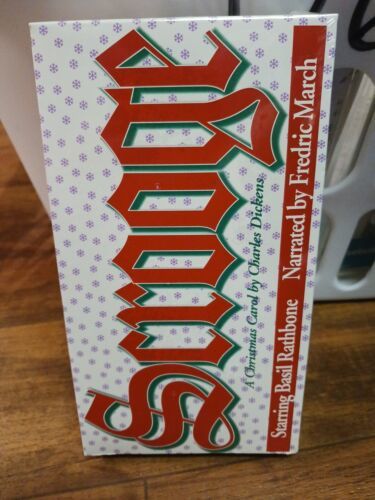 Scrooge
A Christmas Carol by Charles Dickens
Starring Basil Rathbone Narrated by Fredric March